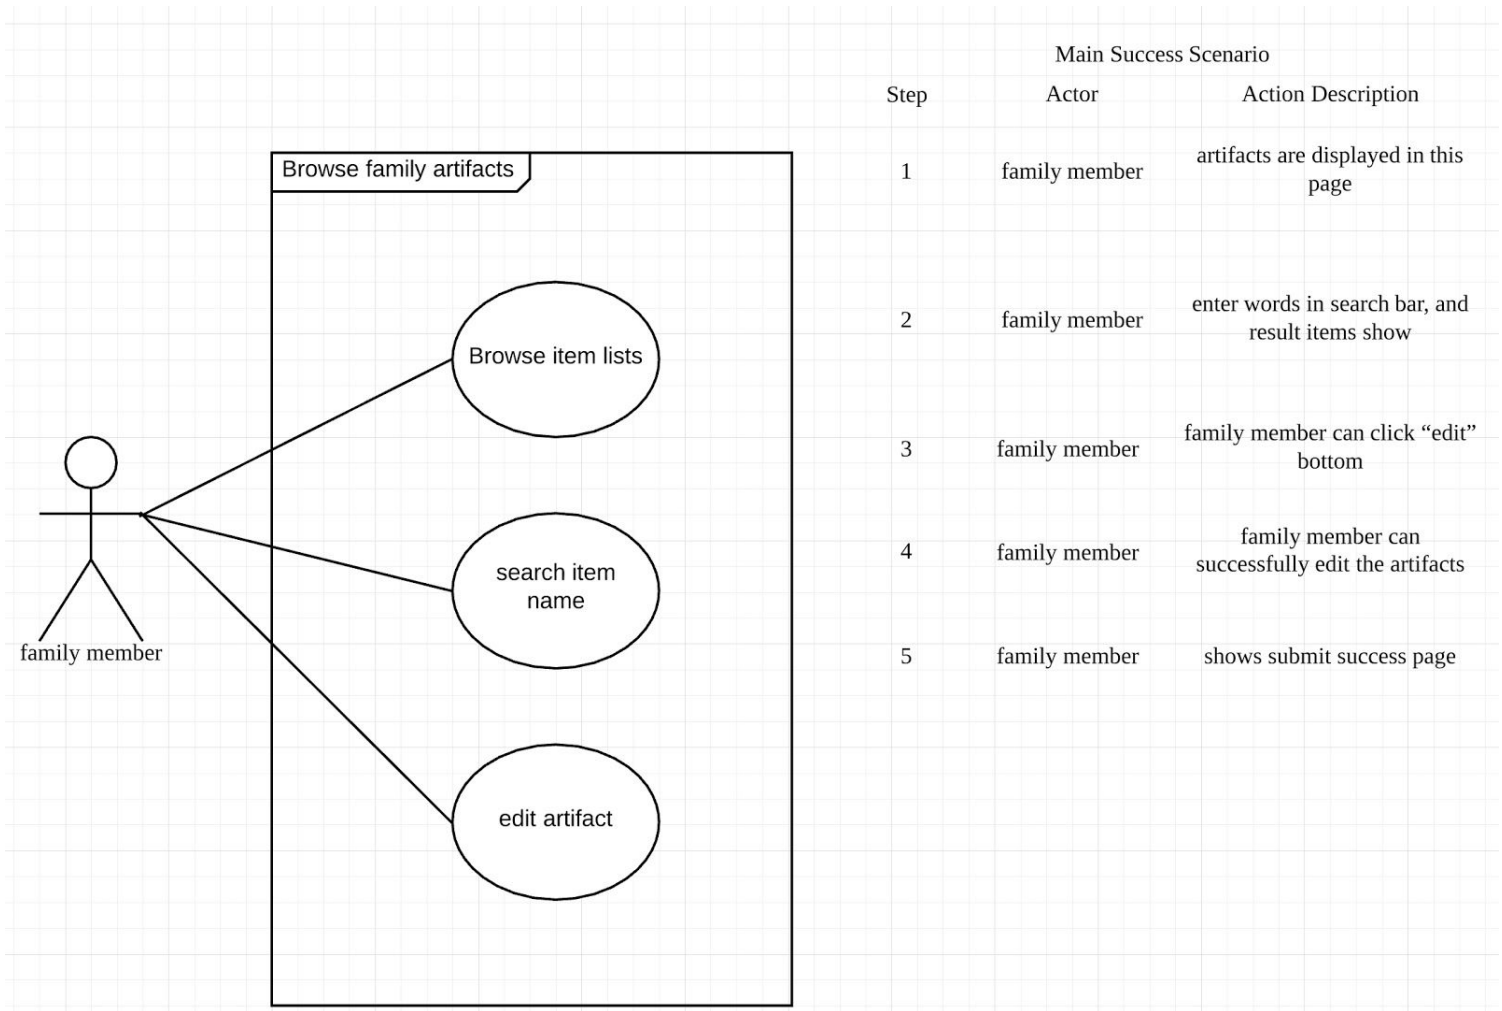 Browse family artifacts
Browse item lists
search item
name
edit artifact
family member
Main Success Scenario
Step Actor Action Description
1 family member artifacts are displayed in this
page
2 family member enter words in search bar, and
result items show
3 family member family member can click “edit”
bottom
4 family member family member can
successfully edit the artifacts
5 family member shows submit success page